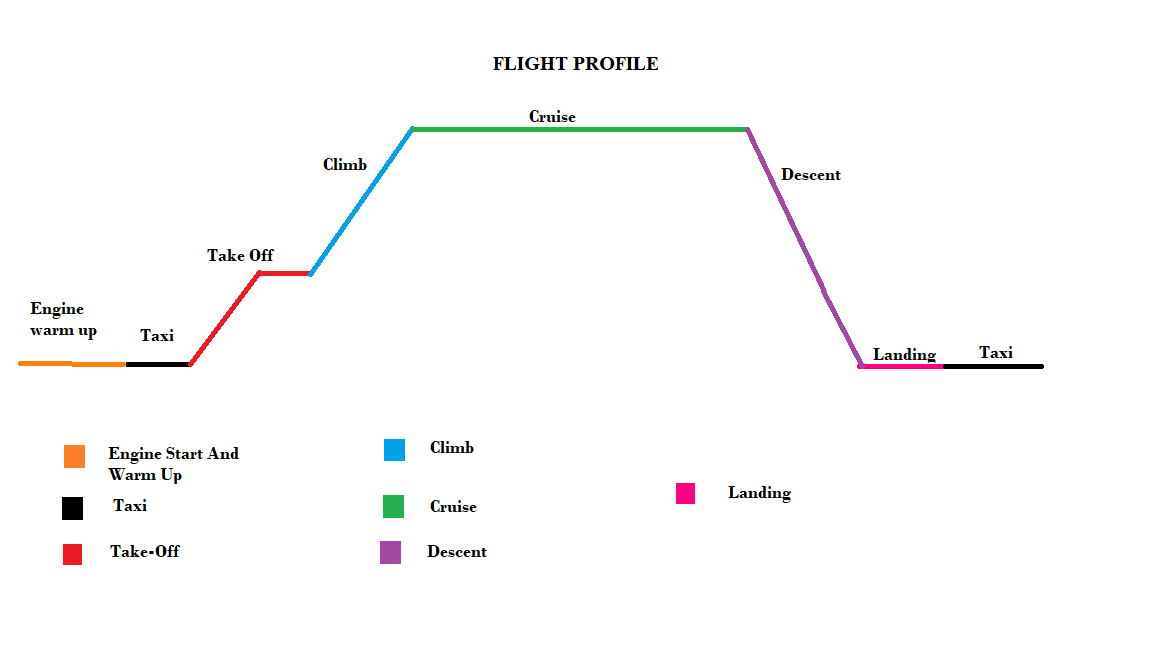 FLIGHT PROFILE
Cruise
Climb
Descent
Take Off
Engine
warm up
Taxi
Landing
Taxi
Engine Start And
Warm Up
Taxi
Take-Off
Climb
Cruise
Descent
Landing